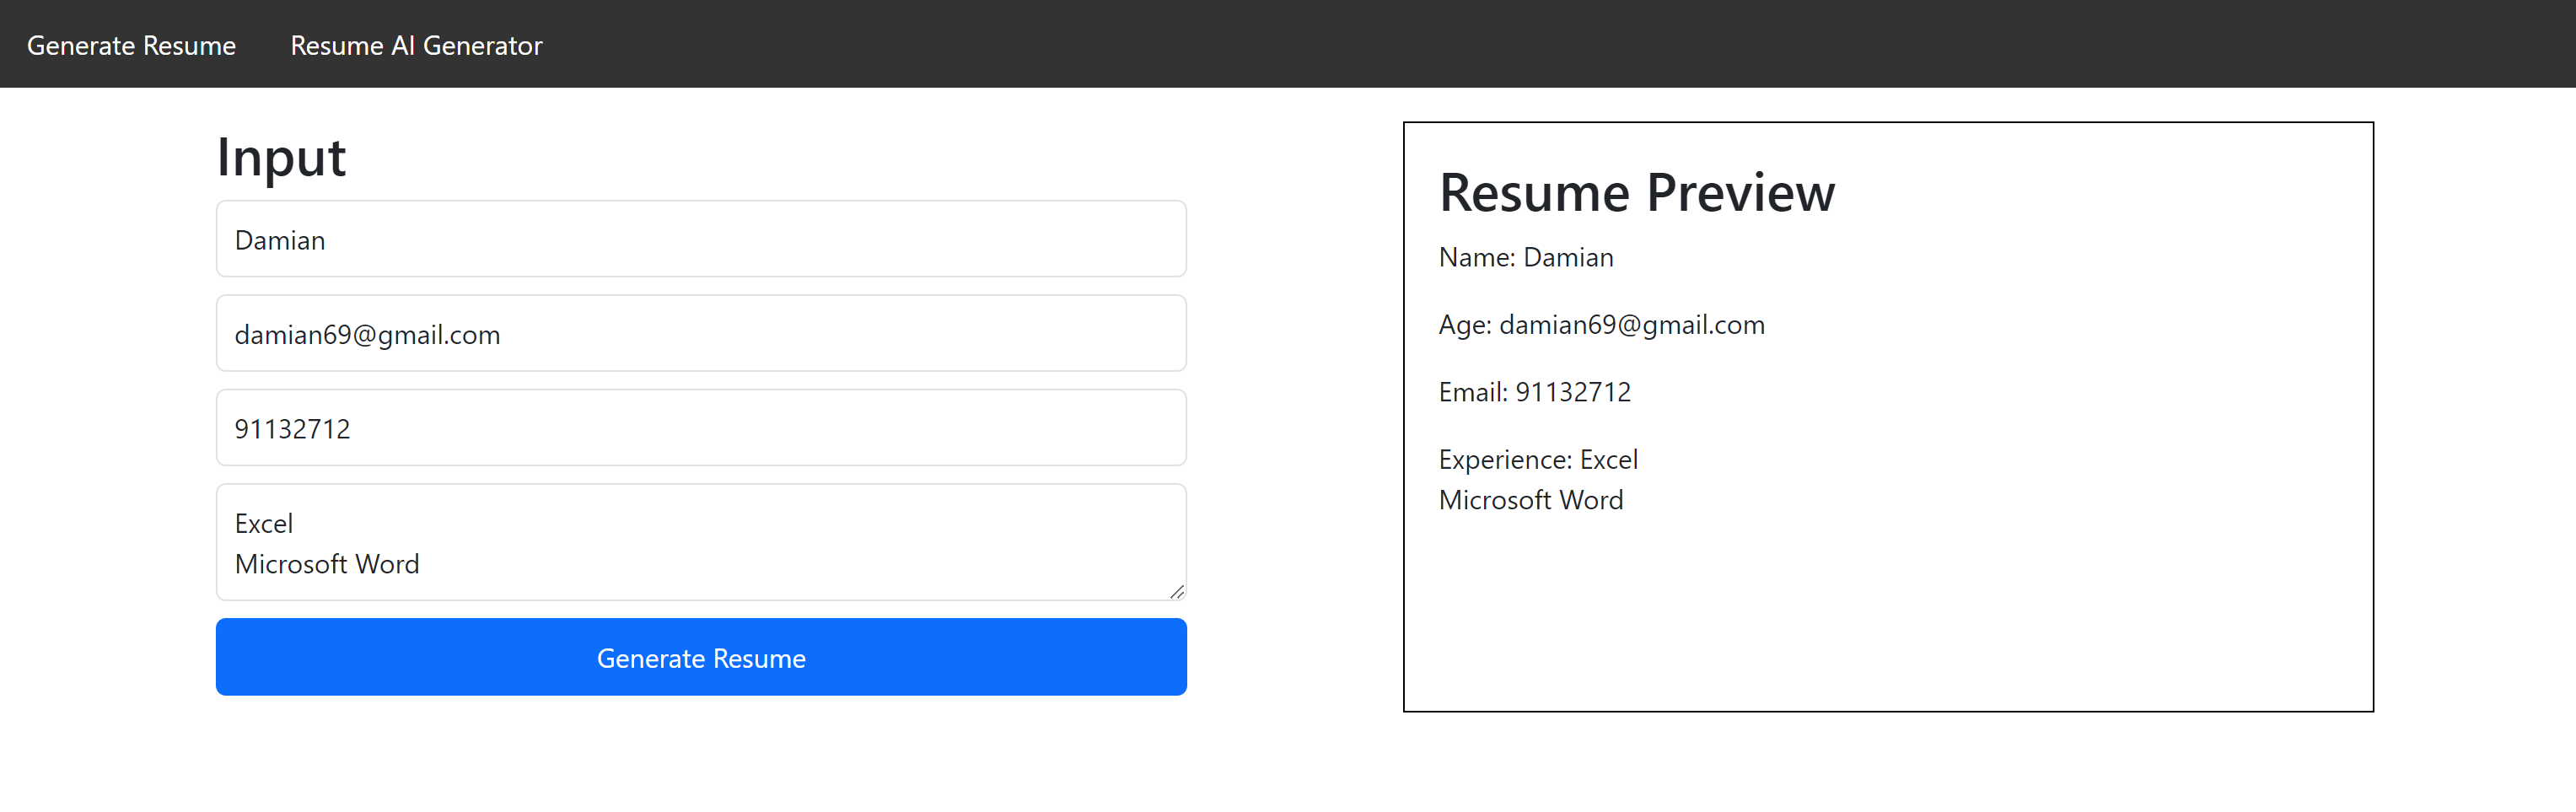 Generate Resume Resume AI Generator
Input
Damian
damian69@gmail.com
91132712
Excel
Microsoft Word
Generate Resume
Resume Preview
Name: Damian
Age: damian69@gmail.com
Email: 91132712
Experience: Excel
Microsoft Word